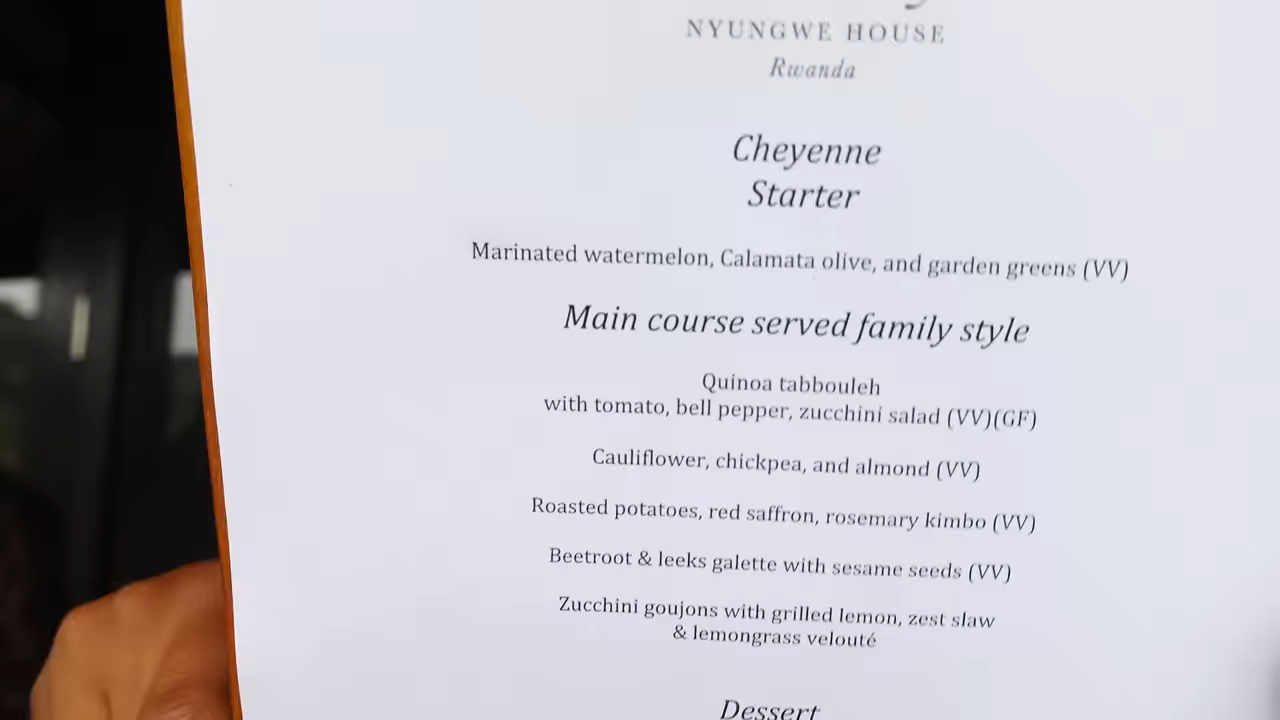 NYUNGWE HOUSE
Rwanda
Cheyenne
Starter
Marinated watermelon, Calamata olive, and garden greens (VV)
Main course served family style
Quinoa tabbouleh
with tomato, bell pepper, zucchini salad (VV)(GF)
Cauliflower, chickpea, and almond (VV)
Roasted potatoes, red saffron, rosemary kimbo (VV)
Beetroot & leeks galette with sesame seeds (VV)
Zucchini goujons with grilled lemon, zest slaw
& lemongrass velouté
Dessert